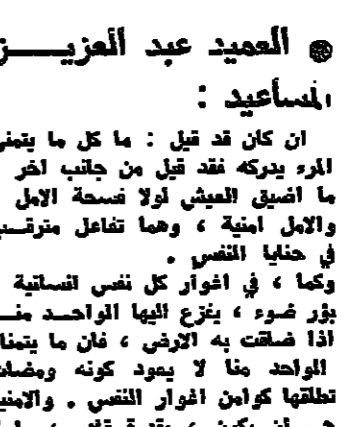 العميد عبد العزيز
المساعيد :
ان كان قد قيل : ما كل ما يتمنى
المرء يدركه فقد قيل من جانب اخر
ما اضيق العيش لولا فسحة الامل
والامل امنية ، وهما تفاعل مترقب
في حنايا النفس .
وكما ، في اغوار كل نفس انسانية
بؤر ضوء ، يفزع اليها الواحد منـ
اذا ضاقت به الارض ، فان ما يتمنا
الواحد منا لا يعود كونه ومضات
تطلقها كوامن اغوار النفس . والامنية